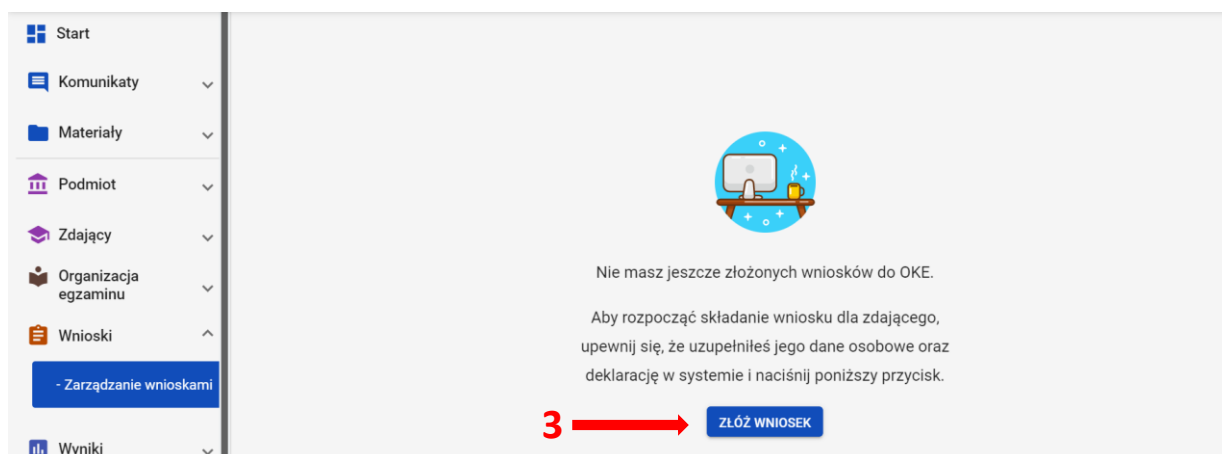 Start
Komunikaty
Materiały
Podmiot
Zdający
Organizacja
egzaminu
Wnioski
- Zarządzanie wnioskami
Wyniki
Nie masz jeszcze złożonych wniosków do OKE.
Aby rozpocząć składanie wniosku dla zdającego,
upewnij się, że uzupełniłeś jego dane osobowe oraz
deklarację w systemie i naciśnij poniższy przycisk.
3
ZŁÓŻ WNIOSEK